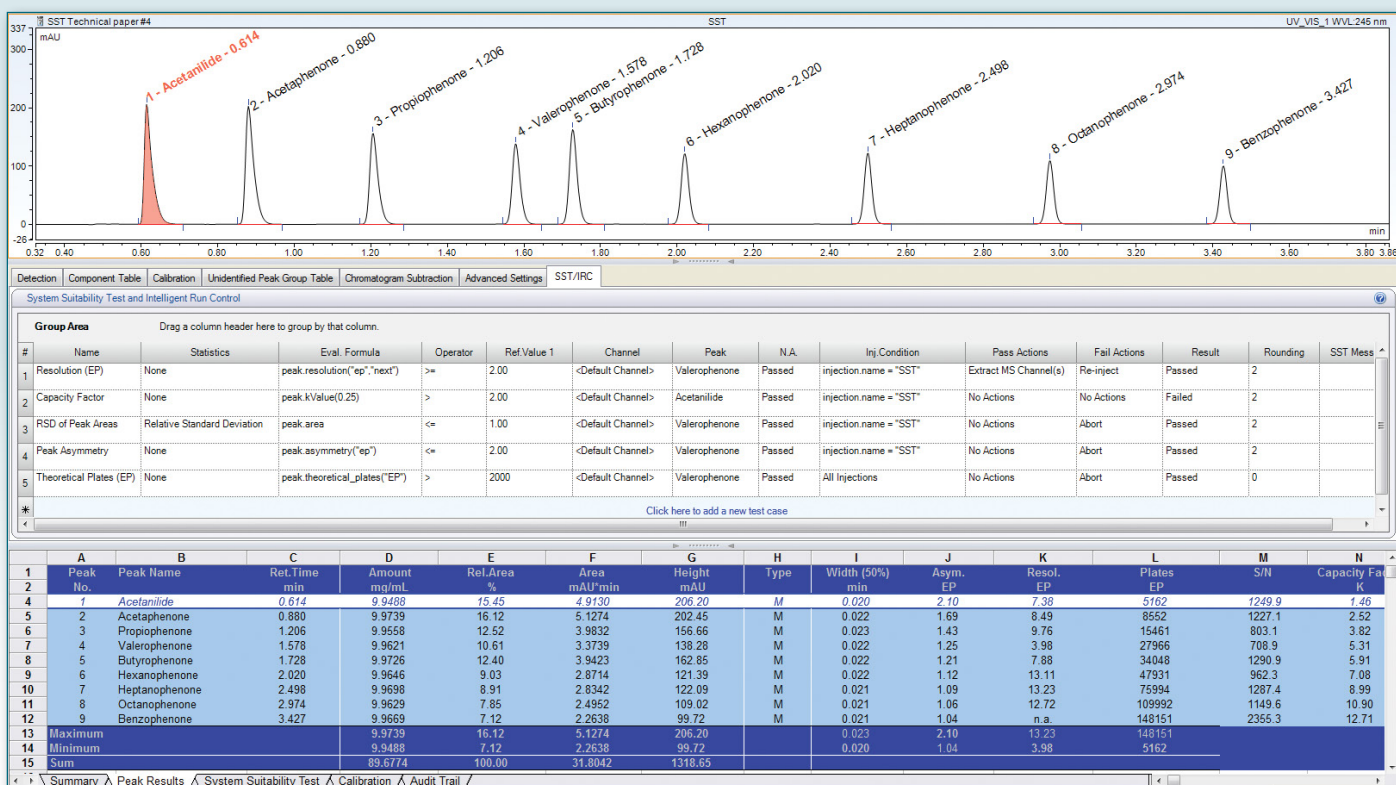 SST Technical paper #4 SST UV_VIS_1 WVL:245 nm
337
mAU
300
200
100
0
-26
1 - Acetanilide - 0.614
2 - Acetaphenone - 0.880
3 - Propiophenone - 1.206
4 - Valerophenone - 1.578
5 - Butyrophenone - 1.728
6 - Hexanophenone - 2.020
7 - Heptanophenone - 2.498
8 - Octanophenone - 2.974
9 - Benzophenone - 3.427
min
0.32 0.40 0.60 0.80 1.00 1.20 1.40 1.60 1.80 2.00 2.20 2.40 2.60 2.80 3.00 3.20 3.40 3.60 3.80 3.86
Detection Component Table Calibration Unidentified Peak Group Table Chromatogram Subtraction Advanced Settings SST/IRC
System Suitability Test and Intelligent Run Control
Group Area Drag a column header here to group by that column.
# Name Statistics Eval. Formula Operator Ref.Value 1 Channel Peak N.A. Inj.Condition Pass Actions Fail Actions Result Rounding SST Mess
1 Resolution (EP) None peak.resolution("ep","next") >= 2.00 <Default Channel> Valerophenone Passed injection.name = "SST" Extract MS Channel(s) Re-inject Passed 2
2 Capacity Factor None peak.kValue(0.25) > 2.00 <Default Channel> Acetanilide Passed injection.name = "SST" No Actions No Actions Failed 2
3 RSD of Peak Areas Relative Standard Deviation peak.area <= 1.00 <Default Channel> Valerophenone Passed injection.name = "SST" No Actions Abort Passed 2
4 Peak Asymmetry None peak.asymmetry("ep") <= 2.00 <Default Channel> Valerophenone Passed injection.name = "SST" No Actions Abort Passed 2
5 Theoretical Plates (EP) None peak.theoretical_plates("EP") > 2000 <Default Channel> Valerophenone Passed All Injections No Actions Abort Passed 0
Click here to add a new test case
A B C D E F G H I J K L M N
1 Peak Peak Name Ret.Time Amount Rel.Area Area Height Type Width (50%) Asym. Resol. Plates S/N Capacity Fac
2 No. min mg/mL % mAU*min mAU min EP EP EP K
4 1 Acetanilide 0.614 9.9488 15.45 4.9130 206.20 M 0.020 2.10 7.38 5162 1249.9 1.46
5 2 Acetaphenone 0.880 9.9739 16.12 5.1274 202.45 M 0.022 1.69 8.49 8552 1227.1 2.52
6 3 Propiophenone 1.206 9.9558 12.52 3.9832 156.66 M 0.023 1.43 9.76 15461 803.1 3.82
7 4 Valerophenone 1.578 9.9621 10.61 3.3739 138.28 M 0.022 1.25 3.98 27966 708.9 5.31
8 5 Butyrophenone 1.728 9.9726 12.40 3.9423 162.85 M 0.022 1.21 7.88 34048 1290.9 5.91
9 6 Hexanophenone 2.020 9.9646 9.03 2.8714 121.39 M 0.022 1.12 13.11 47931 962.3 7.08
10 7 Heptanophenone 2.498 9.9698 8.91 2.8342 122.09 M 0.021 1.09 13.23 75994 1287.4 8.99
11 8 Octanophenone 2.974 9.9629 7.85 2.4952 109.02 M 0.021 1.06 12.72 109992 1149.6 10.90
12 9 Benzophenone 3.427 9.9669 7.12 2.2638 99.72 M 0.021 1.04 n.a. 148151 2355.3 12.71
13 Maximum 9.9739 16.12 5.1274 206.20 0.023 2.10 13.23 148151
14 Minimum 9.9488 7.12 2.2638 99.72 0.020 1.04 3.98 5162
15 Sum 89.6774 100.00 31.8042 1318.65
Summary Peak Results System Suitability Test Calibration Audit Trail